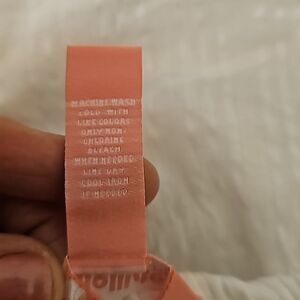 MACHINE WASH
COLD WITH
LIKE COLORS
ONLY NON-
CHLORINE
BLEACH
WHEN NEEDED
LINE DRY
COOL IRON
IF NEEDED